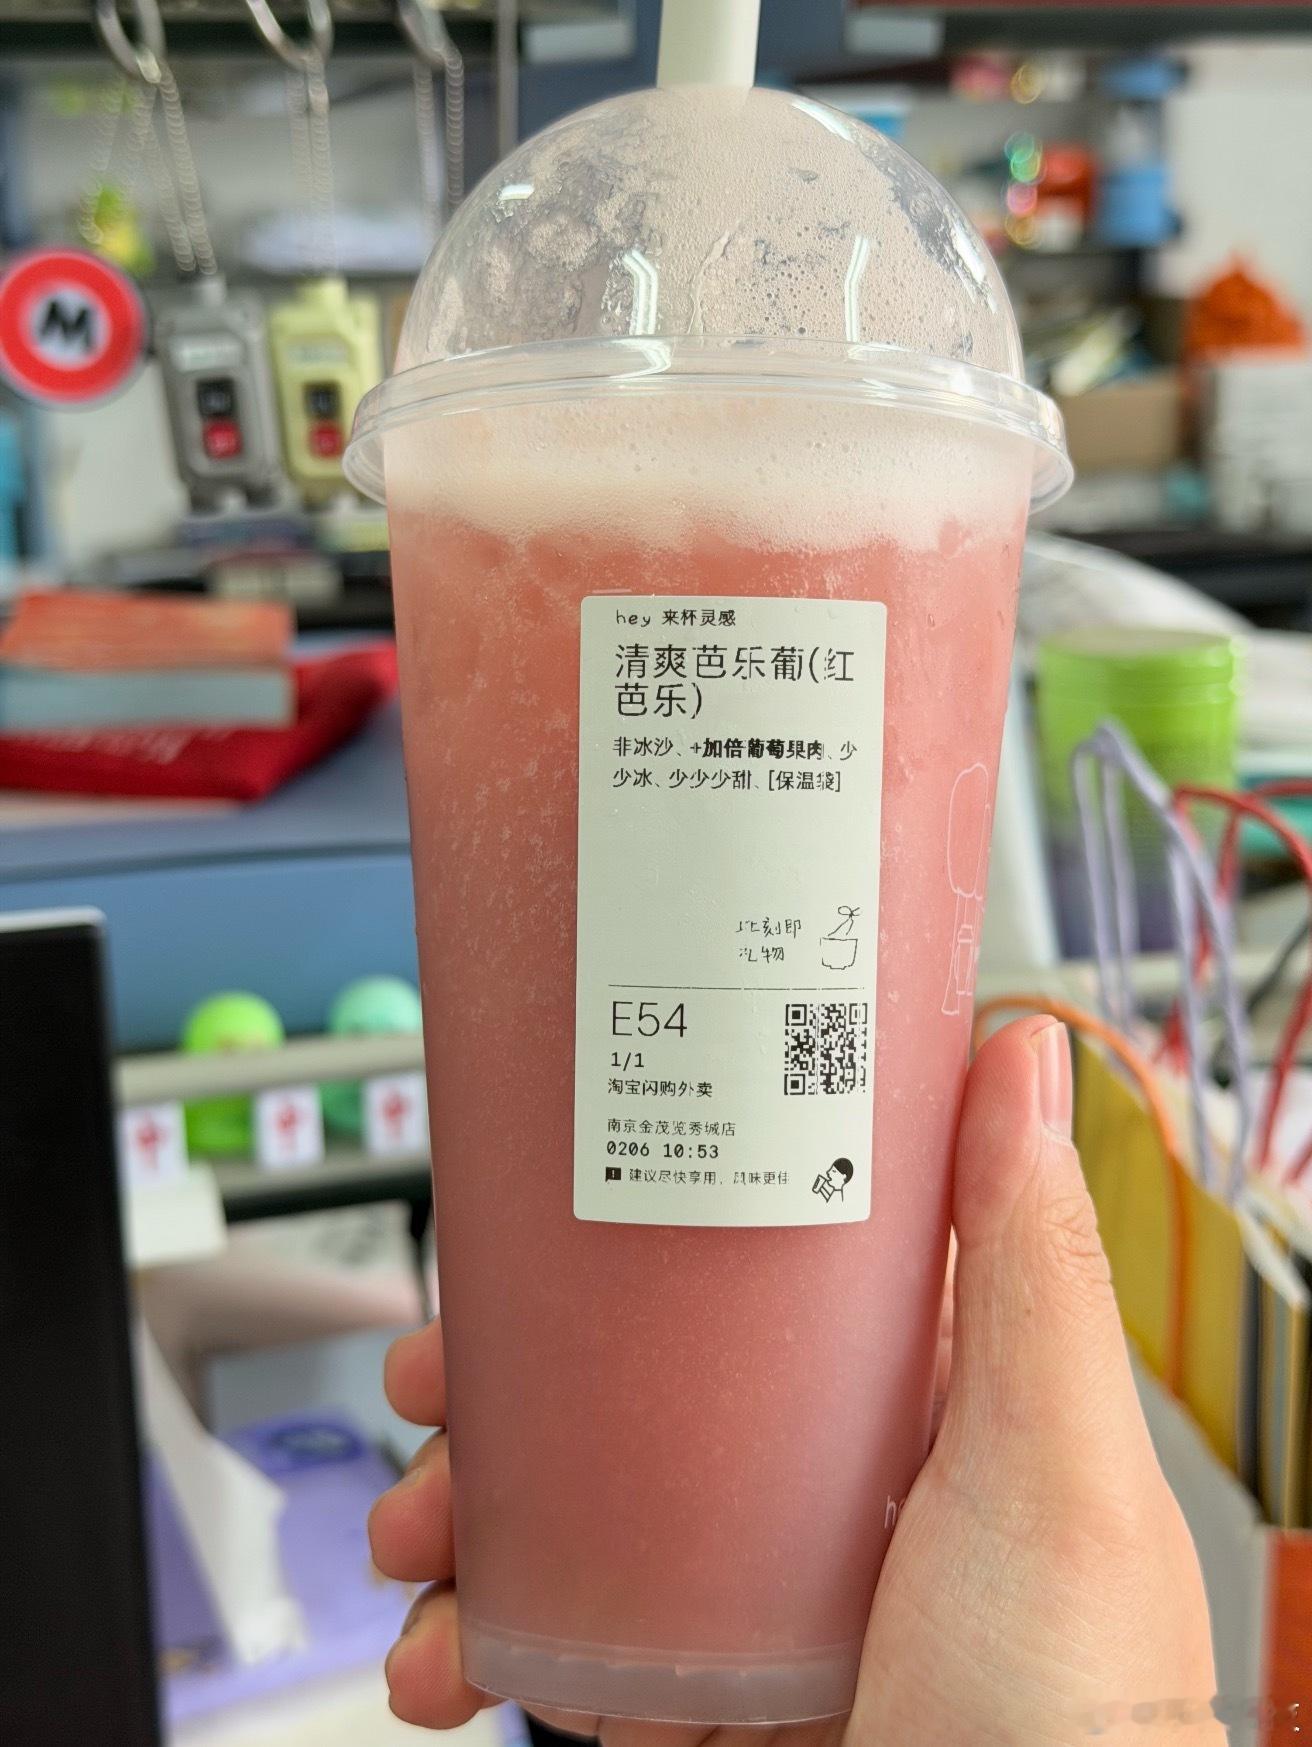 M
hey 来杯灵感
清爽芭乐葡(红
芭乐)
非冰沙、+加倍葡萄果肉、少
少冰、少少少甜、[保温袋]
此刻即
礼物
E54
1/1
淘宝闪购外卖
南京金茂览秀城店
0206 10:53
! 建议尽快享用，风味更佳